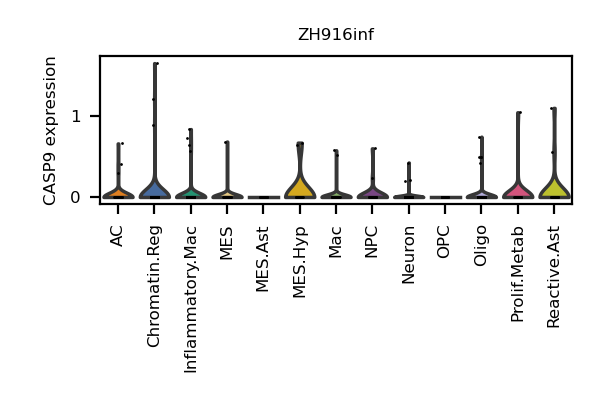 ZH916inf
CASP9 expression
1
0
AC
Chromatin.Reg
Inflammatory.Mac
MES
MES.Ast
MES.Hyp
Mac
NPC
Neuron
OPC
Oligo
Prolif.Metab
Reactive.Ast